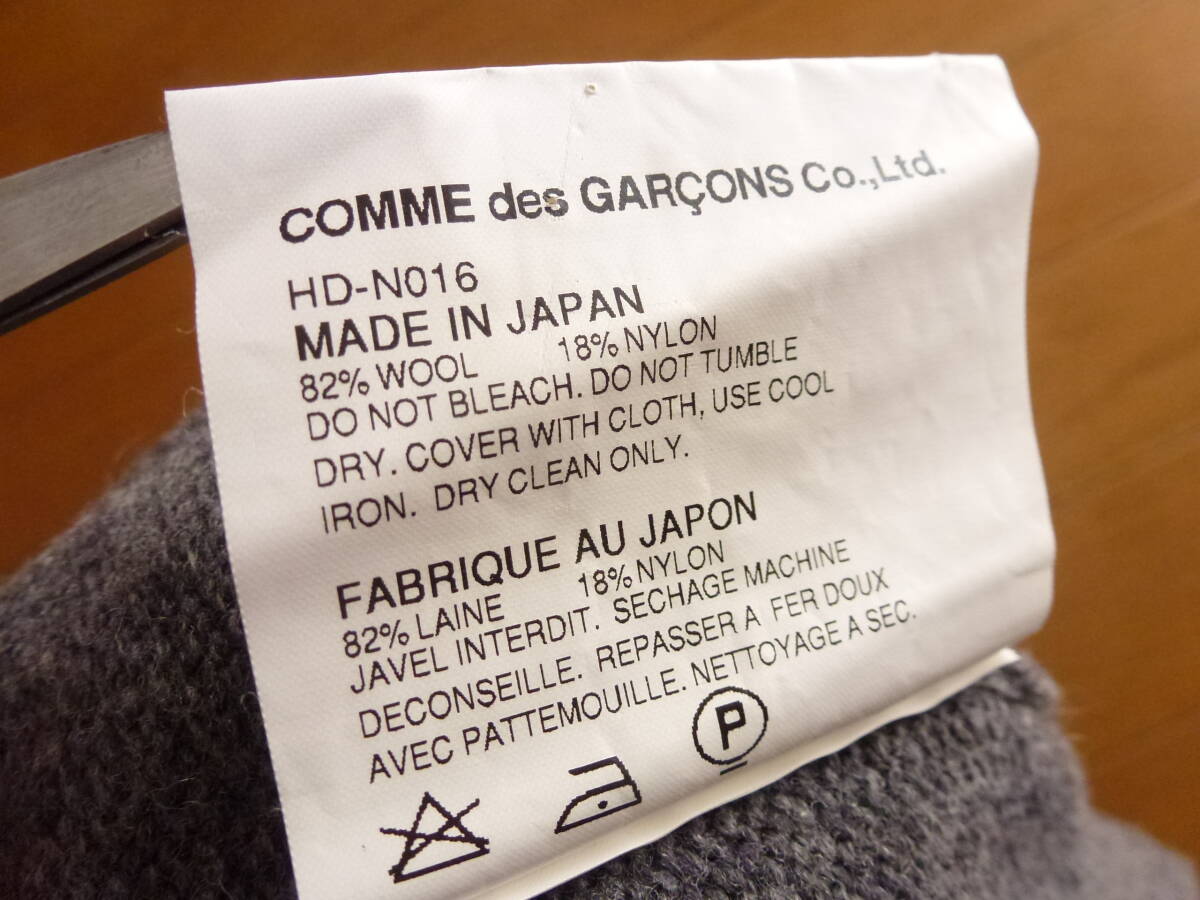 COMME des GARÇONS Co.,Ltd.
HD-N016
MADE IN JAPAN
82% WOOL 18% NYLON
DO NOT BLEACH. DO NOT TUMBLE
DRY. COVER WITH CLOTH, USE COOL
IRON. DRY CLEAN ONLY.
FABRIQUE AU JAPON
82% LAINE 18% NYLON
JAVEL INTERDIT. SECHAGE MACHINE
DECONSEILLE. REPASSER A FER DOUX
AVEC PATTEMOUILLE. NETTOYAGE A SEC.
P